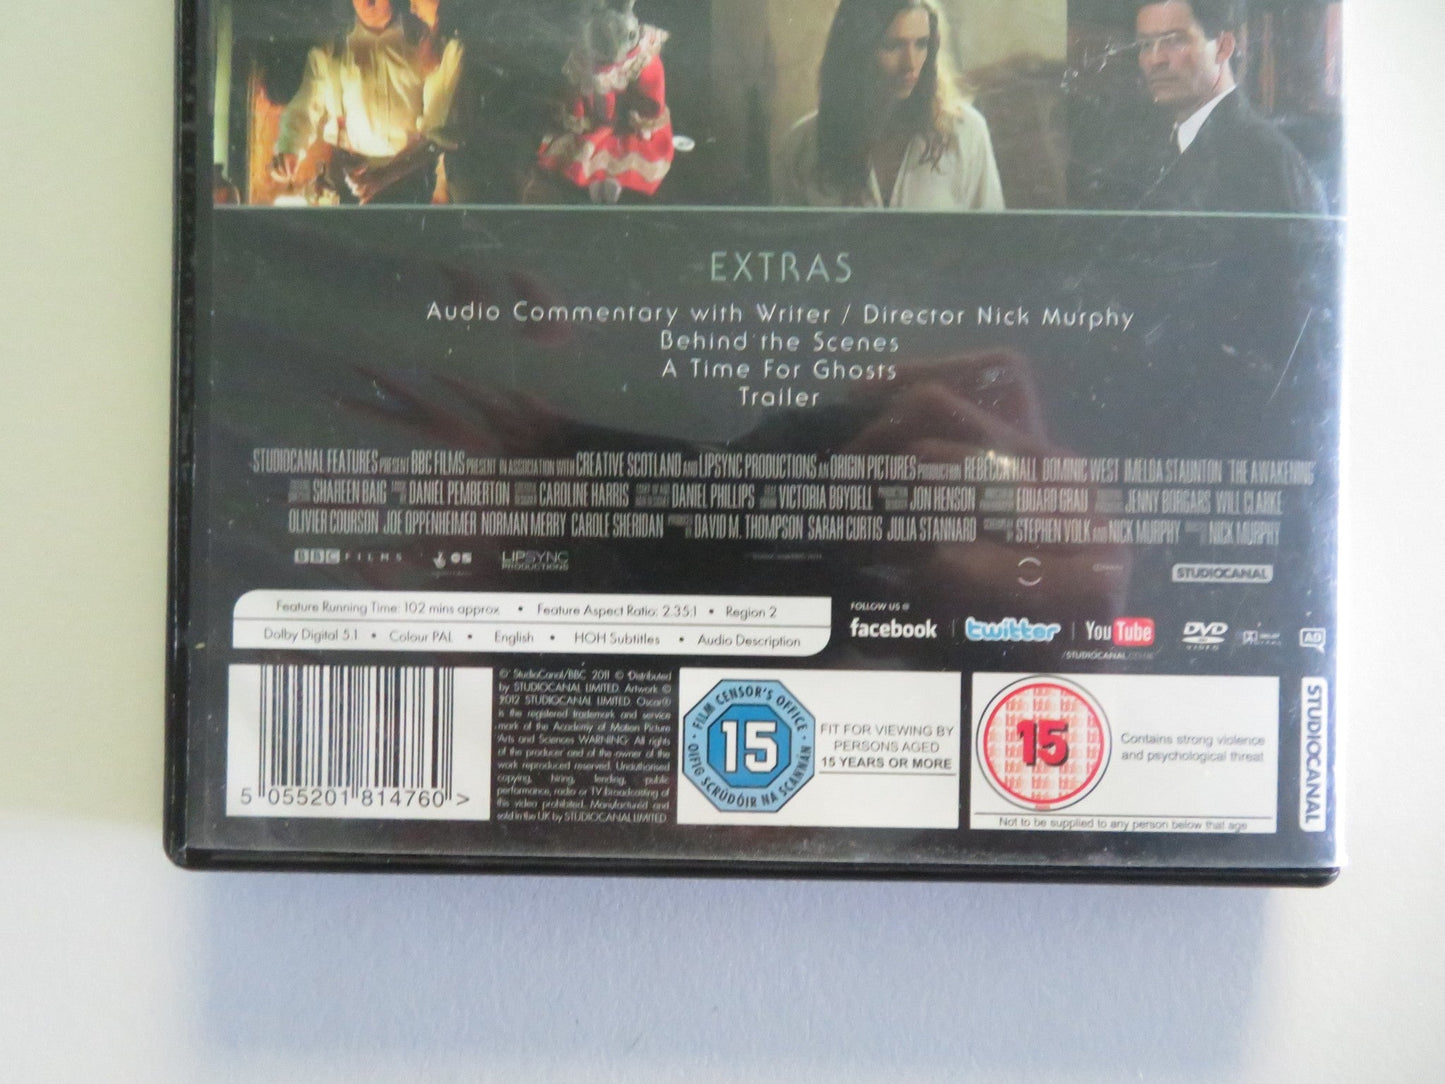 EXTRAS
Audio Commentary with Writer / Director Nick Murphy
Behind the Scenes
A Time For Ghosts
Trailer
STUDIOCANAL FEATURES PRESENT BBC FILMS PRESENT IN ASSOCIATION WITH CREATIVE SCOTLAND AND LIPSYNC PRODUCTIONS AN ORIGIN PICTURES PRODUCTION REBECCA HALL DOMINIC WEST IMELDA STAUNTON THE AWAKENING
SHAHEEN BAIG DANIEL PEMBERTON CAROLINE HARRIS DANIEL PHILLIPS VICTORIA BOYDELL JON HENSON EDUARD GRAU JENNY BORGARS WILL CLARKE
OLIVIER COURSON JOE OPPENHEIMER NORMAN MERRY CAROLE SHERIDAN DAVID M. THOMPSON SARAH CURTIS JULIA STANNARD STEPHEN VOLK AND NICK MURPHY NICK MURPHY
BBC FILMS
LIPSYNC PRODUCTIONS
STUDIOCANAL
Feature Running Time: 102 mins approx • Feature Aspect Ratio: 2.35:1 • Region 2
Dolby Digital 5.1 • Colour PAL • English • HOH Subtitles • Audio Description
FOLLOW US @
facebook | twitter | YouTube
/STUDIOCANAL.CO.UK
DVD VIDEO
AD
5 055201 814760 >
© StudioCanal/BBC 2011 © Distributed
by STUDIOCANAL LIMITED. Artwork ©
2012 STUDIOCANAL LIMITED. Oscar®
is the registered trademark and service
mark of the Academy of Motion Picture
Arts and Sciences WARNING: All rights
of the producer and of the owner of the
work reproduced reserved. Unauthorised
copying, hiring, lending, public
performance, radio or TV broadcasting of
this video prohibited. Manufactured and
sold in the UK by STUDIOCANAL LIMITED
FILM CENSOR'S OFFICE
15
OIFIG SCRÚDÓIR NA SCANNÁN
FIT FOR VIEWING BY
PERSONS AGED
15 YEARS OR MORE
15
Contains strong violence
and psychological threat
Not to be supplied to any person below that age
STUDIOCANAL